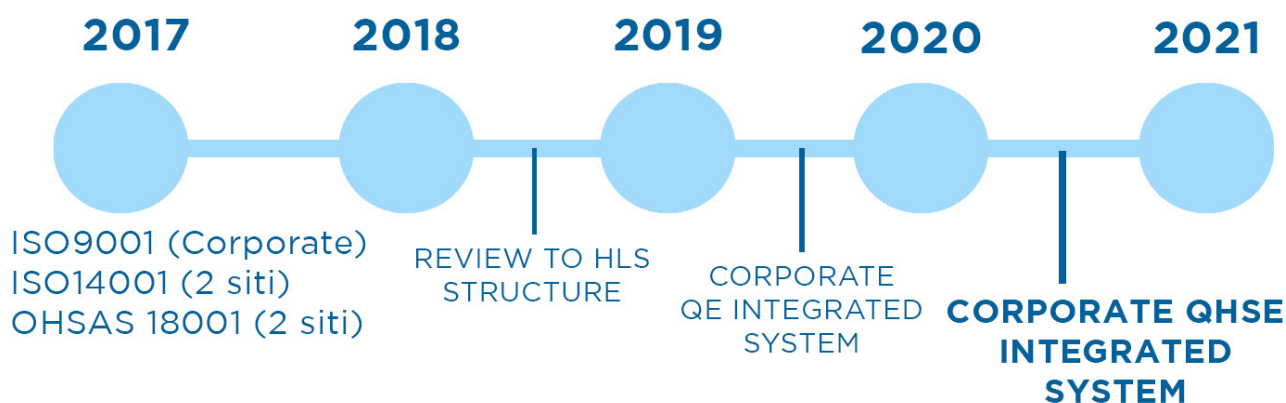 2017
2018
2019
2020
2021
ISO9001 (Corporate)
ISO14001 (2 siti)
OHSAS 18001 (2 siti)
REVIEW TO HLS
STRUCTURE
CORPORATE
QE INTEGRATED
SYSTEM
CORPORATE QHSE
INTEGRATED
SYSTEM